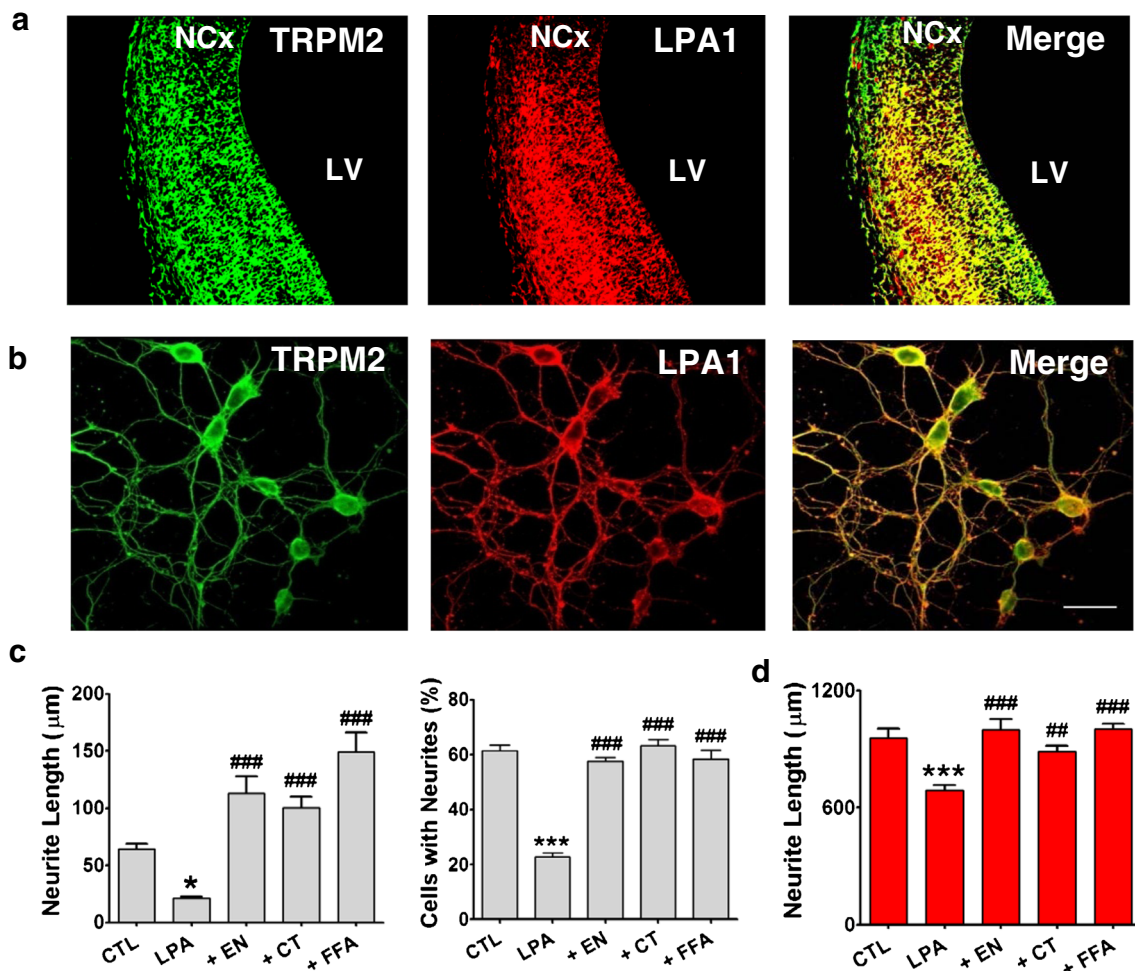 a
NCx TRPM2
LV
NCx LPA1
LV
NCx Merge
LV
b
TRPM2
LPA1
Merge
c
Neurite Length (μm)
200
150
100
50
0
*
###
###
###
CTL
LPA
+ EN
+ CT
+ FFA
Cells with Neurites (%)
80
60
40
20
0
***
###
###
###
CTL
LPA
+ EN
+ CT
+ FFA
d
Neurite Length (μm)
1200
600
0
***
###
##
###
CTL
LPA
+ EN
+ CT
+ FFA